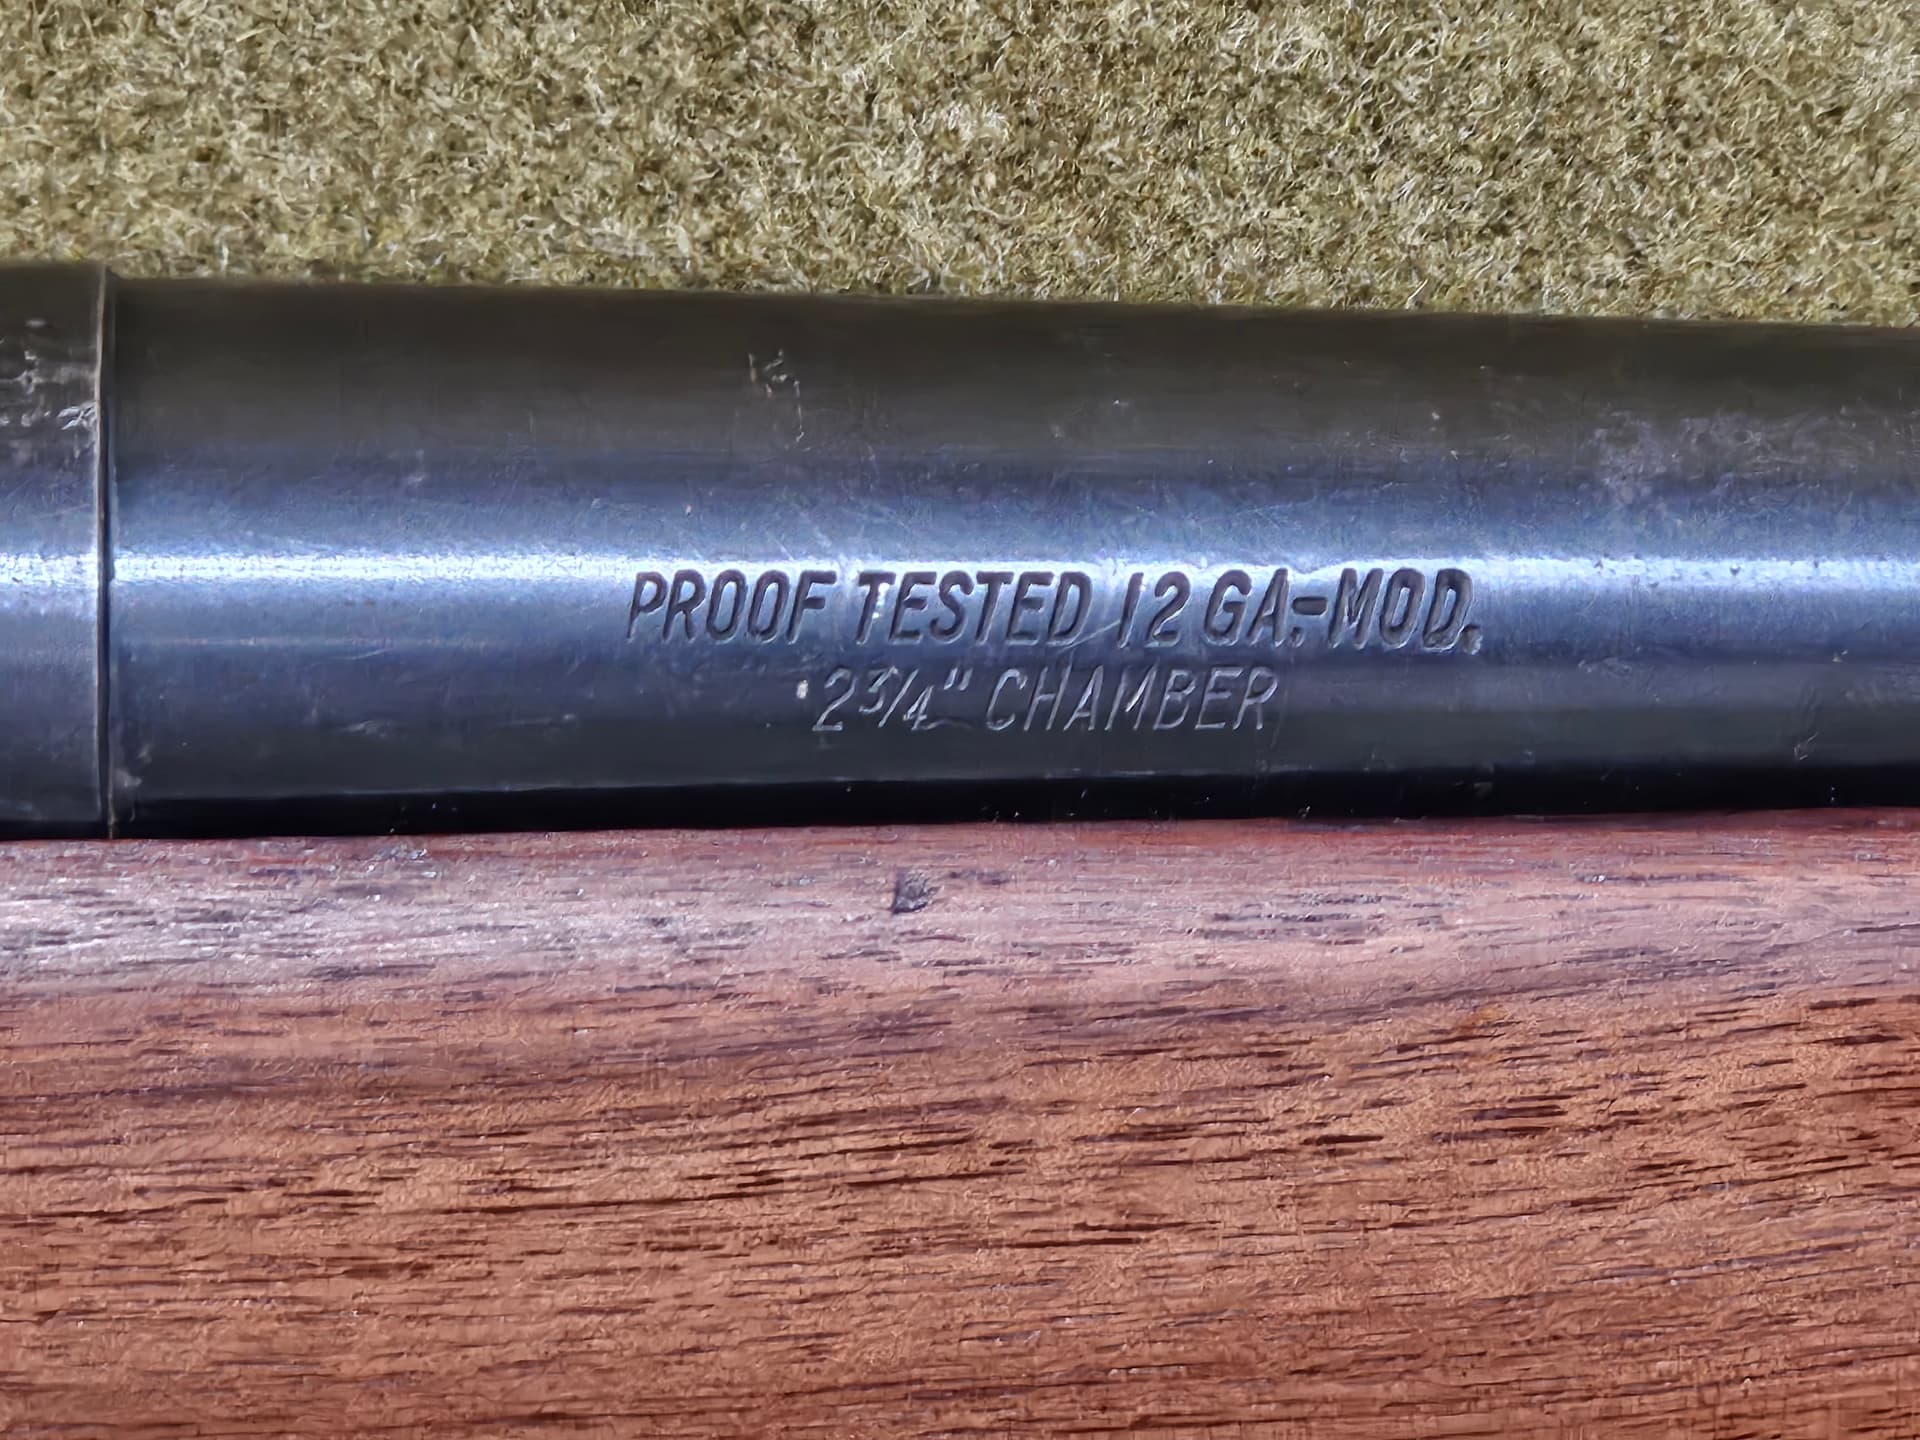 PROOF TESTED 12 GA.-MOD.
2¾" CHAMBER